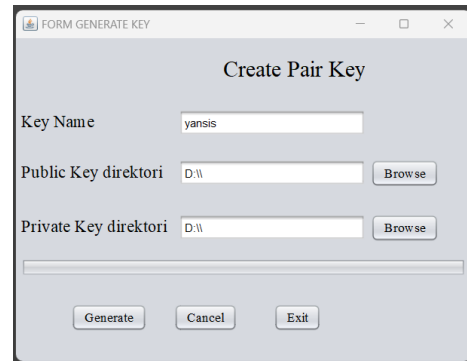 FORM GENERATE KEY
Create Pair Key
Key Name yansis
Public Key direktori D:\\ Browse
Private Key direktori D:\\ Browse
Generate Cancel Exit